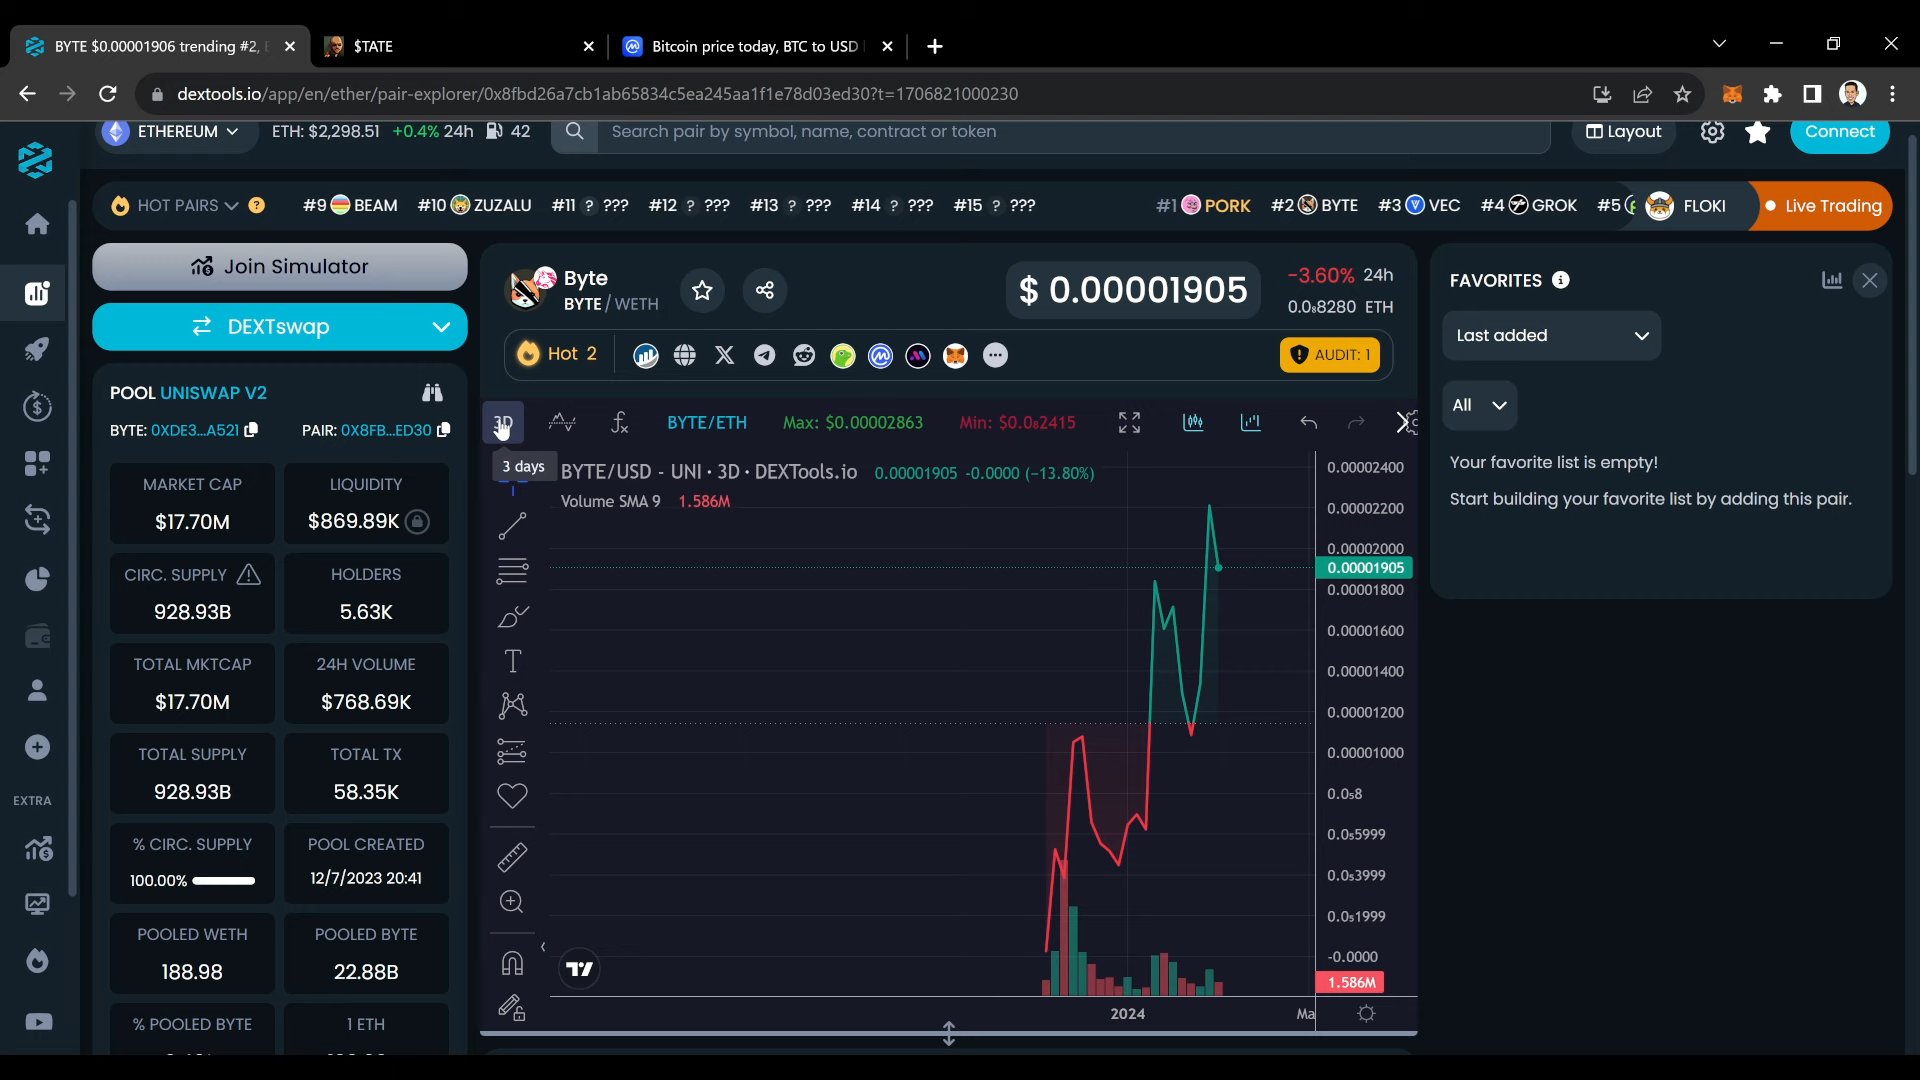 BYTE $0.00001906 trending #2,
$TATE
Bitcoin price today, BTC to USD
dextools.io/app/en/ether/pair-explorer/0x8fbd26a7cb1ab65834c5ea245aa1f1e78d03ed30?t=1706821000230
ETHEREUM
ETH: $2,298.51 +0.4% 24h 42
Search pair by symbol, name, contract or token
Layout
Connect
HOT PAIRS ?
#9 BEAM #10 ZUZALU #11 ? ??? #12 ? ??? #13 ? ??? #14 ? ??? #15 ? ???
#1 PORK #2 BYTE #3 VEC #4 GROK #5
FLOKI
Live Trading
Join Simulator
DEXTswap
POOL UNISWAP V2
BYTE: 0XDE3...A521
PAIR: 0X8FB...ED30
MARKET CAP
$17.70M
LIQUIDITY
$869.89K
CIRC. SUPPLY
928.93B
HOLDERS
5.63K
TOTAL MKTCAP
$17.70M
24H VOLUME
$768.69K
TOTAL SUPPLY
928.93B
TOTAL TX
58.35K
% CIRC. SUPPLY
100.00%
POOL CREATED
12/7/2023 20:41
POOLED WETH
188.98
POOLED BYTE
22.88B
% POOLED BYTE
1 ETH
EXTRA
Byte
BYTE / WETH
$ 0.00001905
-3.60% 24h
0.0₈8280 ETH
Hot 2
AUDIT: 1
3D
BYTE/ETH
Max: $0.00002863
Min: $0.0₈2415
3 days
BYTE/USD - UNI · 3D · DEXTools.io 0.00001905 -0.0000 (−13.80%)
Volume SMA 9 1.586M
0.00002400
0.00002200
0.00002000
0.00001905
0.00001800
0.00001600
0.00001400
0.00001200
0.00001000
0.0₅8
0.0₅5999
0.0₅3999
0.0₅1999
-0.0000
1.586M
2024
Ma
FAVORITES
Last added
All
Your favorite list is empty!
Start building your favorite list by adding this pair.